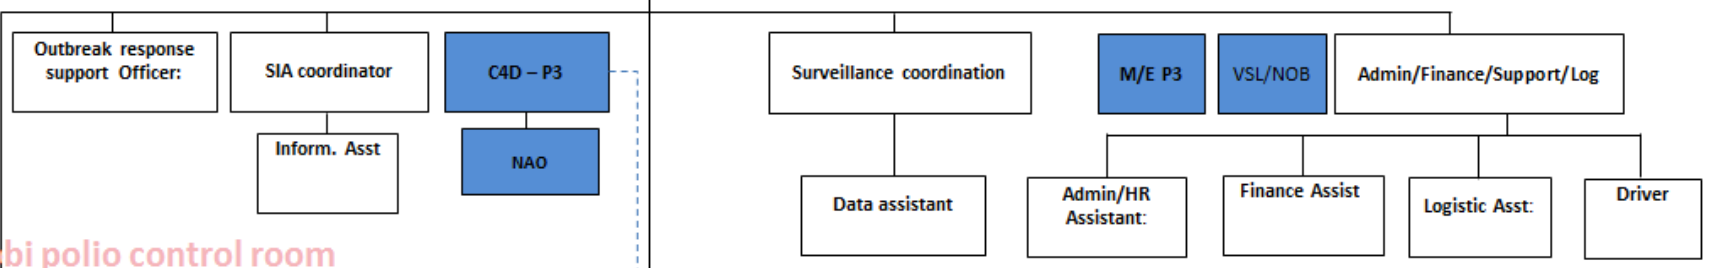 Outbreak response
support Officer:
SIA coordinator
C4D – P3
Surveillance coordination
M/E P3
VSL/NOB
Admin/Finance/Support/Log
Inform. Asst
NAO
Data assistant
Admin/HR
Assistant:
Finance Assist
Logistic Asst:
Driver
bi polio control room